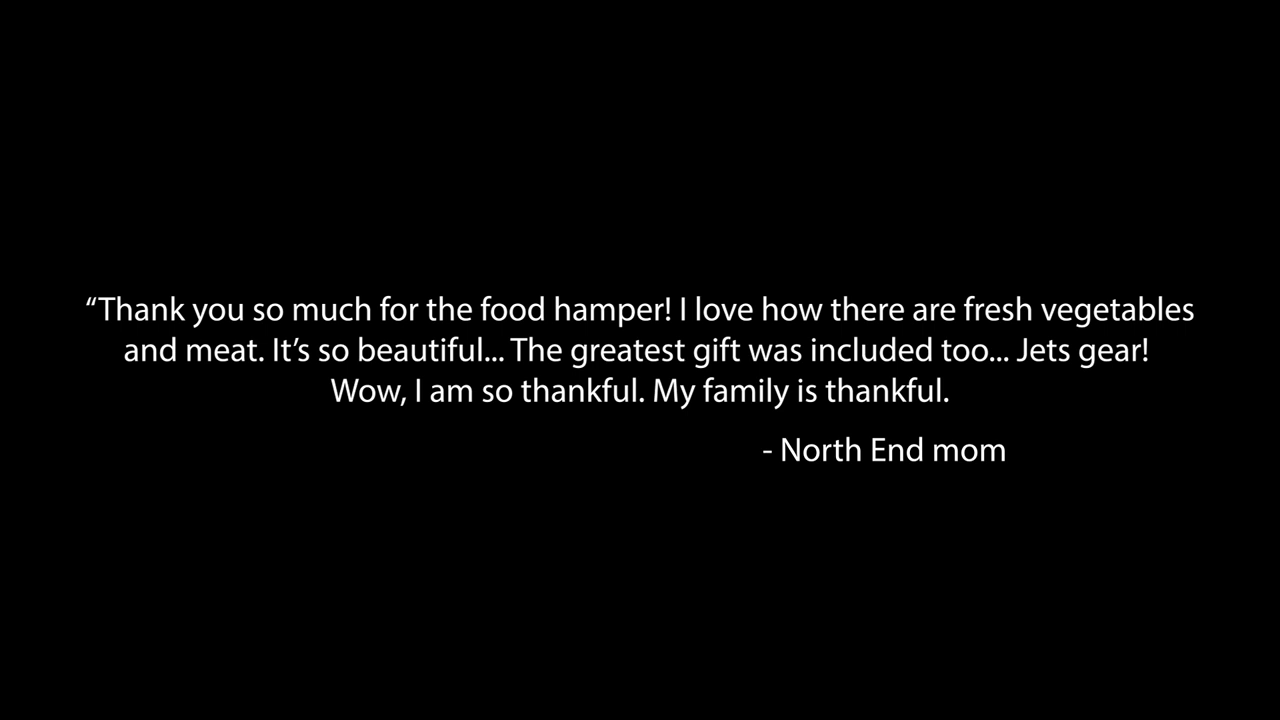 “Thank you so much for the food hamper! I love how there are fresh vegetables
and meat. It’s so beautiful... The greatest gift was included too... Jets gear!
Wow, I am so thankful. My family is thankful.
- North End mom